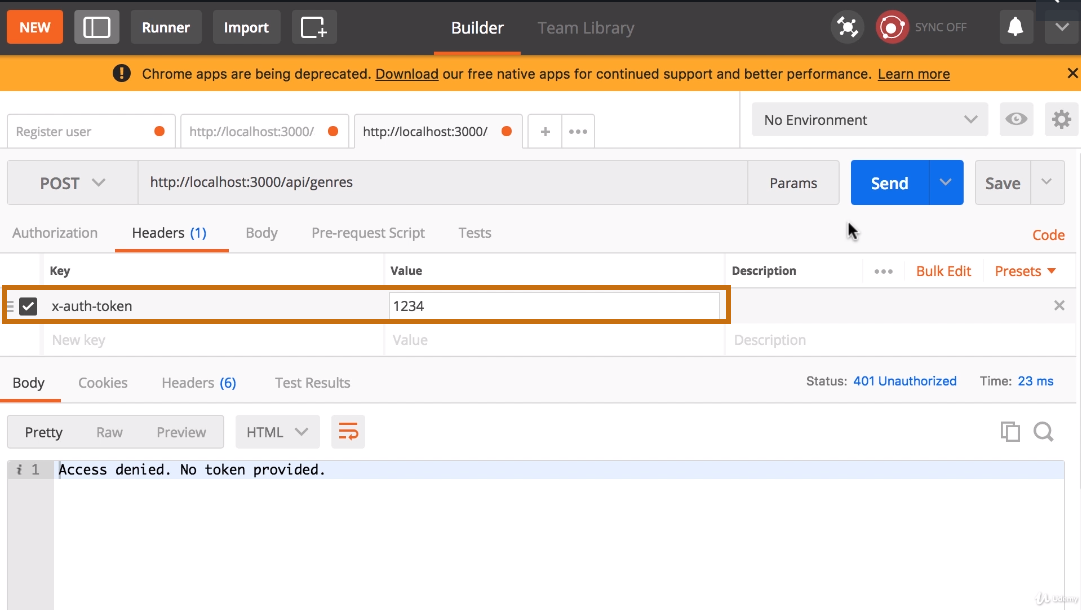 NEW Runner Import Builder Team Library SYNC OFF
Chrome apps are being deprecated. Download our free native apps for continued support and better performance. Learn more
Register user http://localhost:3000/ http://localhost:3000/ No Environment
POST http://localhost:3000/api/genres Params Send Save
Authorization Headers (1) Body Pre-request Script Tests Code
Key Value Description Bulk Edit Presets
x-auth-token 1234
New key Value Description
Body Cookies Headers (6) Test Results Status: 401 Unauthorized Time: 23 ms
Pretty Raw Preview HTML
i 1 Access denied. No token provided.
Udemy